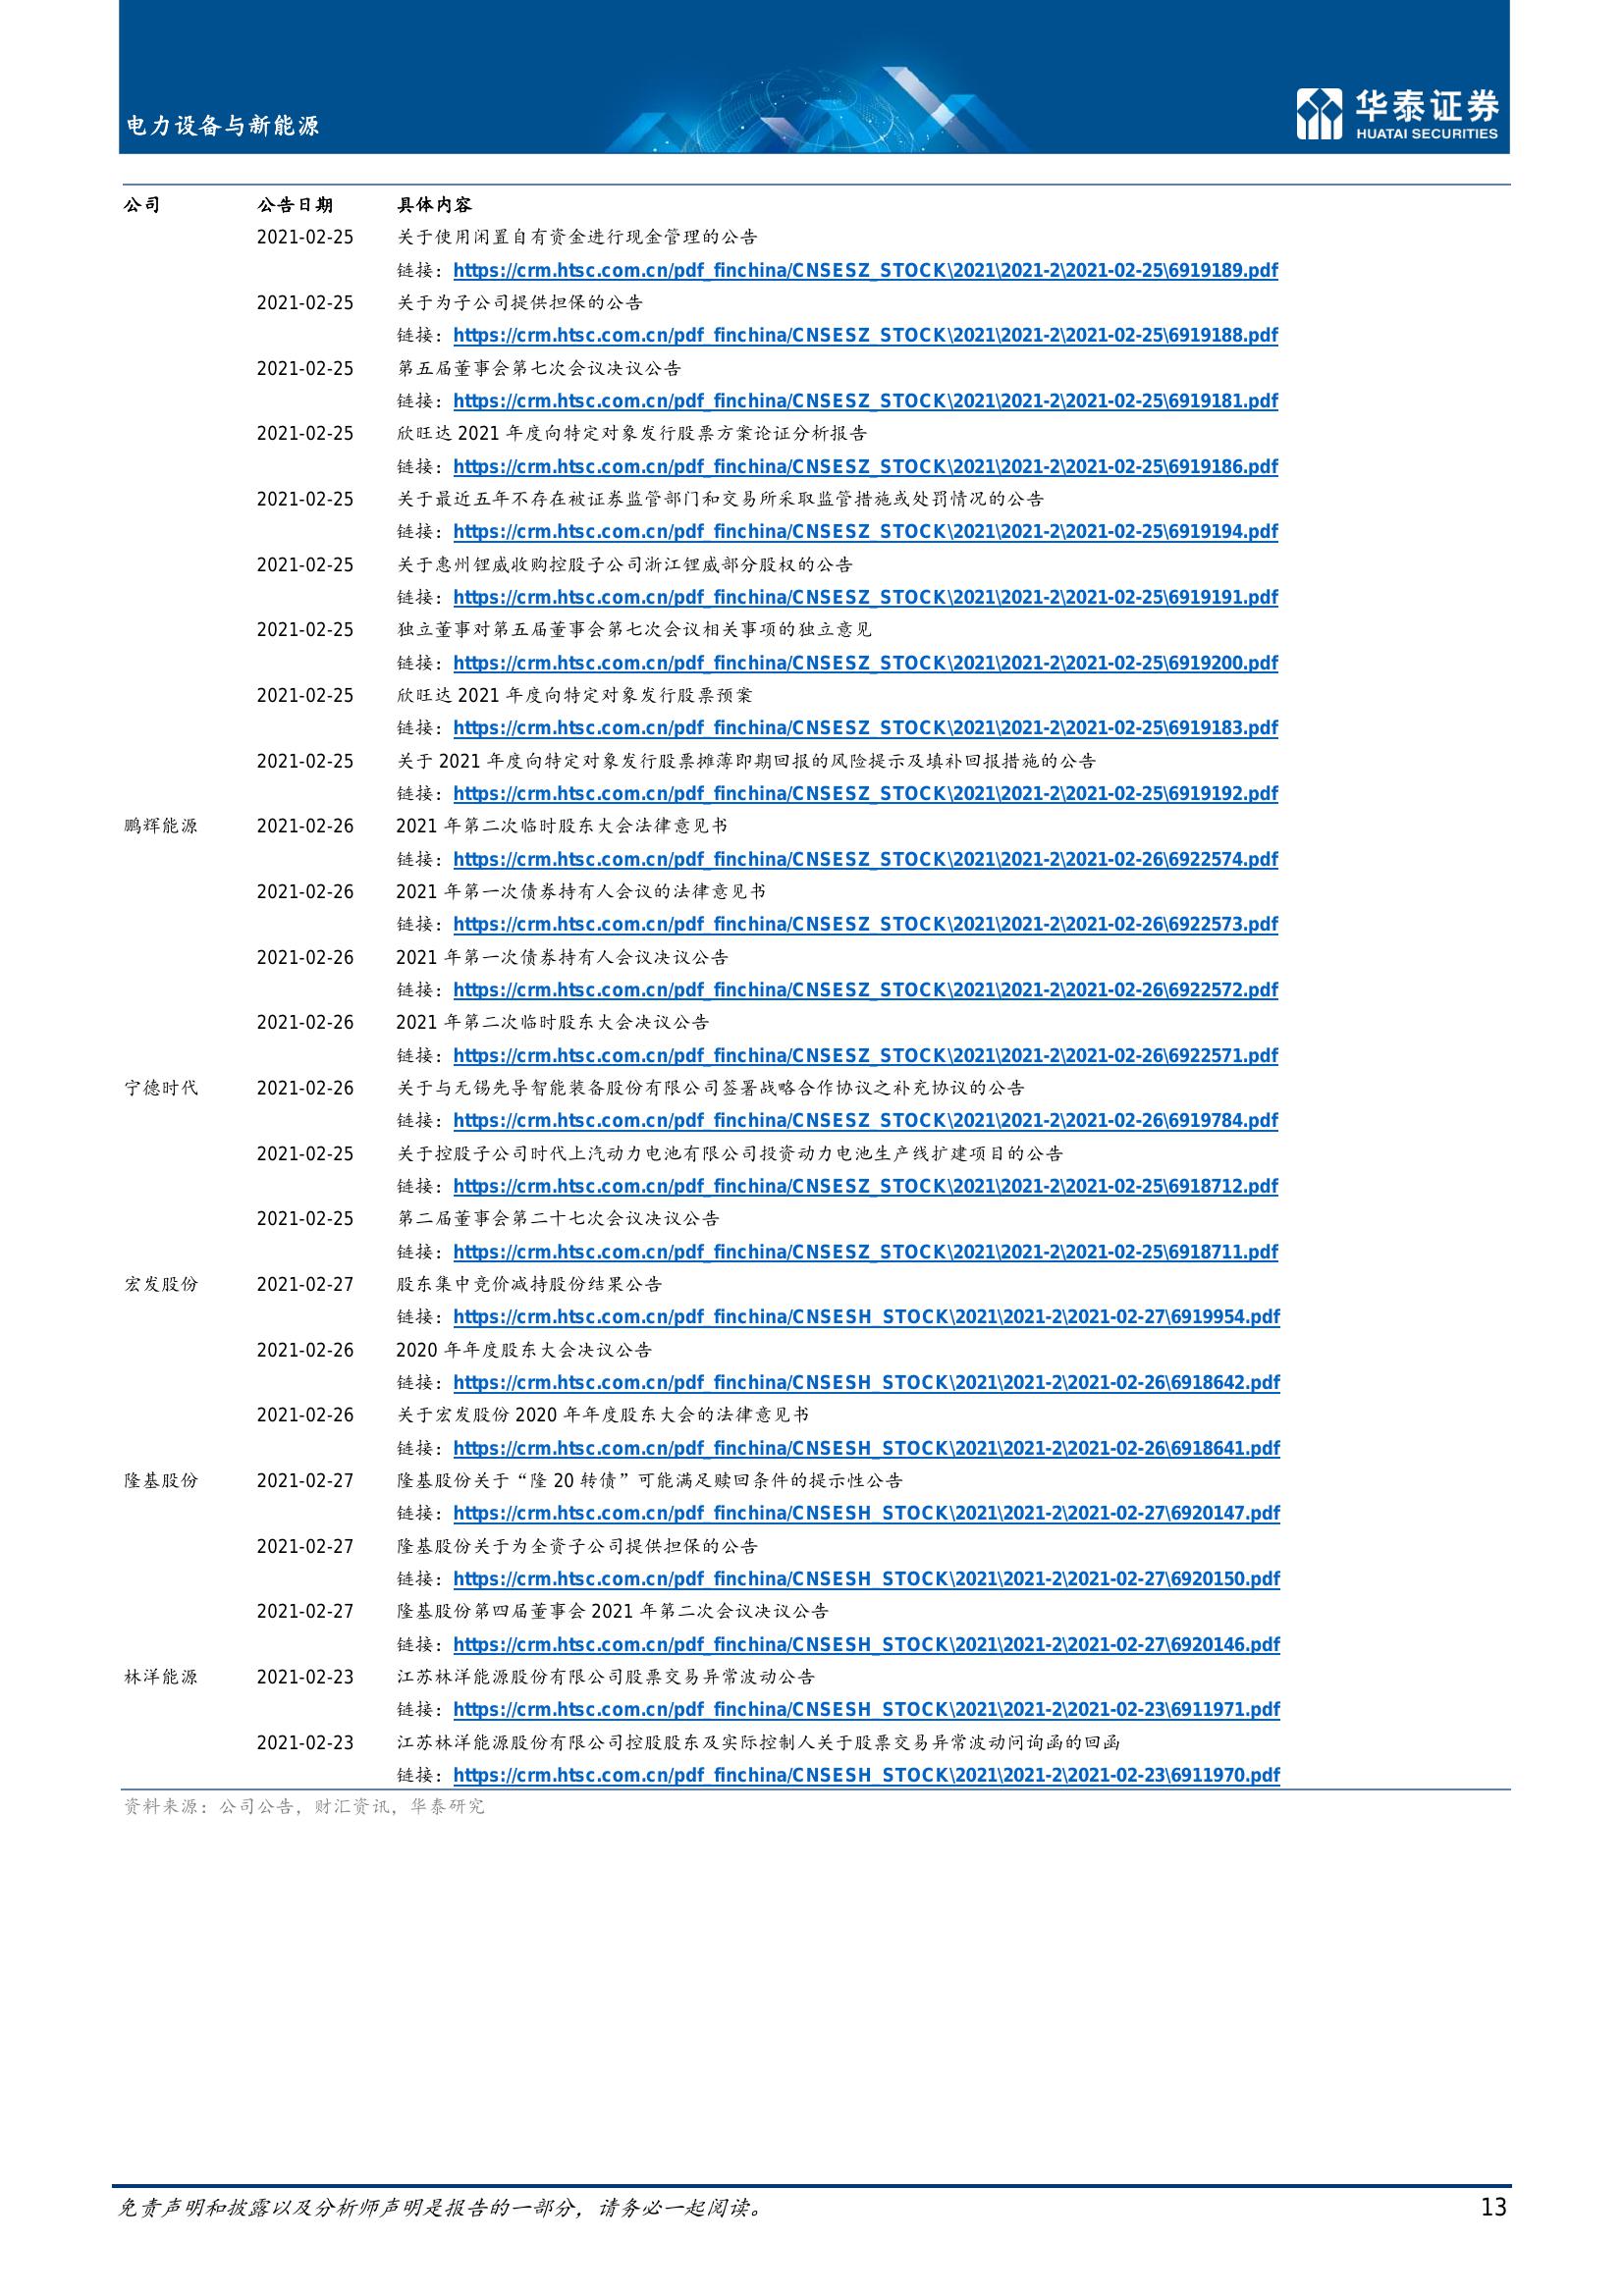 电力设备与新能源
华泰证券
HUATAI SECURITIES
公司 公告日期 具体内容
2021-02-25 关于使用闲置自有资金进行现金管理的公告
链接：https://crm.htsc.com.cn/pdf_finchina/CNSESZ_STOCK\2021\2021-2\2021-02-25\6919189.pdf
2021-02-25 关于为子公司提供担保的公告
链接：https://crm.htsc.com.cn/pdf_finchina/CNSESZ_STOCK\2021\2021-2\2021-02-25\6919188.pdf
2021-02-25 第五届董事会第七次会议决议公告
链接：https://crm.htsc.com.cn/pdf_finchina/CNSESZ_STOCK\2021\2021-2\2021-02-25\6919181.pdf
2021-02-25 欣旺达 2021 年度向特定对象发行股票方案论证分析报告
链接：https://crm.htsc.com.cn/pdf_finchina/CNSESZ_STOCK\2021\2021-2\2021-02-25\6919186.pdf
2021-02-25 关于最近五年不存在被证券监管部门和交易所采取监管措施或处罚情况的公告
链接：https://crm.htsc.com.cn/pdf_finchina/CNSESZ_STOCK\2021\2021-2\2021-02-25\6919194.pdf
2021-02-25 关于惠州锂威收购控股子公司浙江锂威部分股权的公告
链接：https://crm.htsc.com.cn/pdf_finchina/CNSESZ_STOCK\2021\2021-2\2021-02-25\6919191.pdf
2021-02-25 独立董事对第五届董事会第七次会议相关事项的独立意见
链接：https://crm.htsc.com.cn/pdf_finchina/CNSESZ_STOCK\2021\2021-2\2021-02-25\6919200.pdf
2021-02-25 欣旺达 2021 年度向特定对象发行股票预案
链接：https://crm.htsc.com.cn/pdf_finchina/CNSESZ_STOCK\2021\2021-2\2021-02-25\6919183.pdf
2021-02-25 关于 2021 年度向特定对象发行股票摊薄即期回报的风险提示及填补回报措施的公告
链接：https://crm.htsc.com.cn/pdf_finchina/CNSESZ_STOCK\2021\2021-2\2021-02-25\6919192.pdf
鹏辉能源 2021-02-26 2021 年第二次临时股东大会法律意见书
链接：https://crm.htsc.com.cn/pdf_finchina/CNSESZ_STOCK\2021\2021-2\2021-02-26\6922574.pdf
2021-02-26 2021 年第一次债券持有人会议的法律意见书
链接：https://crm.htsc.com.cn/pdf_finchina/CNSESZ_STOCK\2021\2021-2\2021-02-26\6922573.pdf
2021-02-26 2021 年第一次债券持有人会议决议公告
链接：https://crm.htsc.com.cn/pdf_finchina/CNSESZ_STOCK\2021\2021-2\2021-02-26\6922572.pdf
2021-02-26 2021 年第二次临时股东大会决议公告
链接：https://crm.htsc.com.cn/pdf_finchina/CNSESZ_STOCK\2021\2021-2\2021-02-26\6922571.pdf
宁德时代 2021-02-26 关于与无锡先导智能装备股份有限公司签署战略合作协议之补充协议的公告
链接：https://crm.htsc.com.cn/pdf_finchina/CNSESZ_STOCK\2021\2021-2\2021-02-26\6919784.pdf
2021-02-25 关于控股子公司时代上汽动力电池有限公司投资动力电池生产线扩建项目的公告
链接：https://crm.htsc.com.cn/pdf_finchina/CNSESZ_STOCK\2021\2021-2\2021-02-25\6918712.pdf
2021-02-25 第二届董事会第二十七次会议决议公告
链接：https://crm.htsc.com.cn/pdf_finchina/CNSESZ_STOCK\2021\2021-2\2021-02-25\6918711.pdf
宏发股份 2021-02-27 股东集中竞价减持股份结果公告
链接：https://crm.htsc.com.cn/pdf_finchina/CNSESH_STOCK\2021\2021-2\2021-02-27\6919954.pdf
2021-02-26 2020 年年度股东大会决议公告
链接：https://crm.htsc.com.cn/pdf_finchina/CNSESH_STOCK\2021\2021-2\2021-02-26\6918642.pdf
2021-02-26 关于宏发股份 2020 年年度股东大会的法律意见书
链接：https://crm.htsc.com.cn/pdf_finchina/CNSESH_STOCK\2021\2021-2\2021-02-26\6918641.pdf
隆基股份 2021-02-27 隆基股份关于“隆 20 转债”可能满足赎回条件的提示性公告
链接：https://crm.htsc.com.cn/pdf_finchina/CNSESH_STOCK\2021\2021-2\2021-02-27\6920147.pdf
2021-02-27 隆基股份关于为全资子公司提供担保的公告
链接：https://crm.htsc.com.cn/pdf_finchina/CNSESH_STOCK\2021\2021-2\2021-02-27\6920150.pdf
2021-02-27 隆基股份第四届董事会 2021 年第二次会议决议公告
链接：https://crm.htsc.com.cn/pdf_finchina/CNSESH_STOCK\2021\2021-2\2021-02-27\6920146.pdf
林洋能源 2021-02-23 江苏林洋能源股份有限公司股票交易异常波动公告
链接：https://crm.htsc.com.cn/pdf_finchina/CNSESH_STOCK\2021\2021-2\2021-02-23\6911971.pdf
2021-02-23 江苏林洋能源股份有限公司控股股东及实际控制人关于股票交易异常波动问询函的回函
链接：https://crm.htsc.com.cn/pdf_finchina/CNSESH_STOCK\2021\2021-2\2021-02-23\6911970.pdf
资料来源：公司公告，财汇资讯，华泰研究
免责声明和披露以及分析师声明是报告的一部分，请务必一起阅读。 13